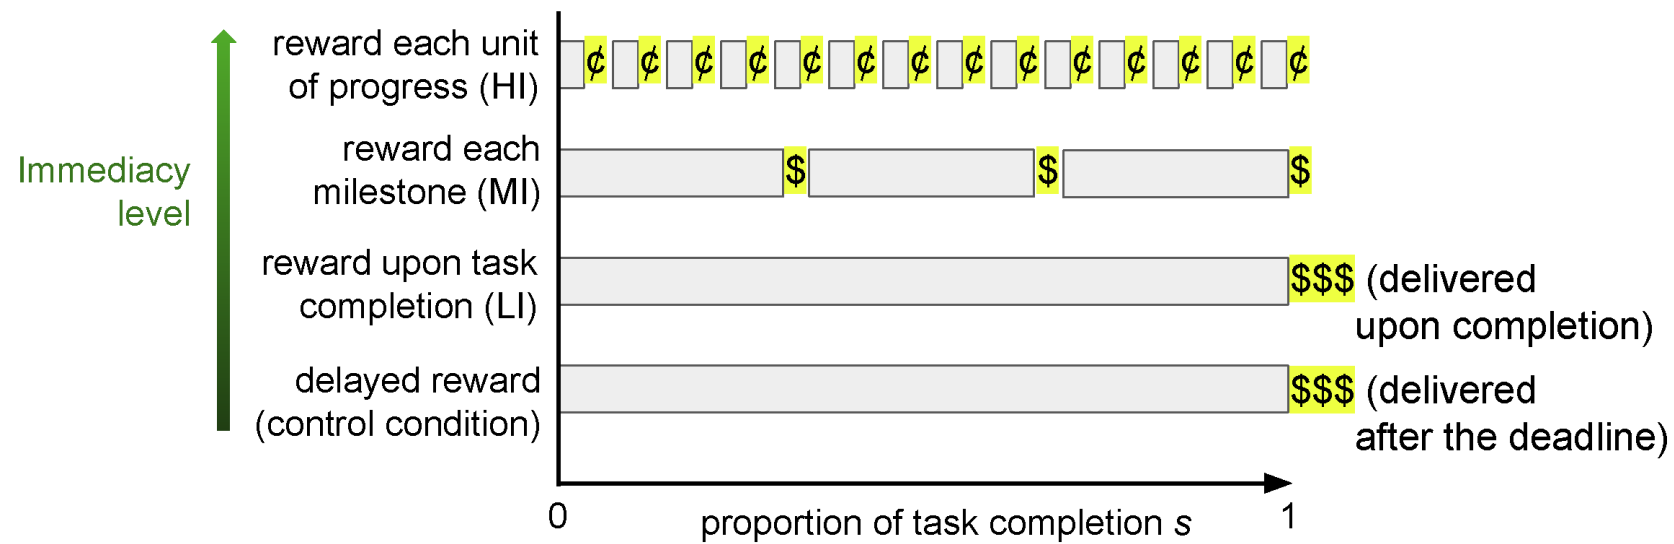 Immediacy
level
reward each unit
of progress (HI)
¢ ¢ ¢ ¢ ¢ ¢ ¢ ¢ ¢ ¢ ¢ ¢ ¢ ¢
reward each
milestone (MI)
$ $ $
reward upon task
completion (LI)
$$$ (delivered
upon completion)
delayed reward
(control condition)
$$$ (delivered
after the deadline)
0 1
proportion of task completion s